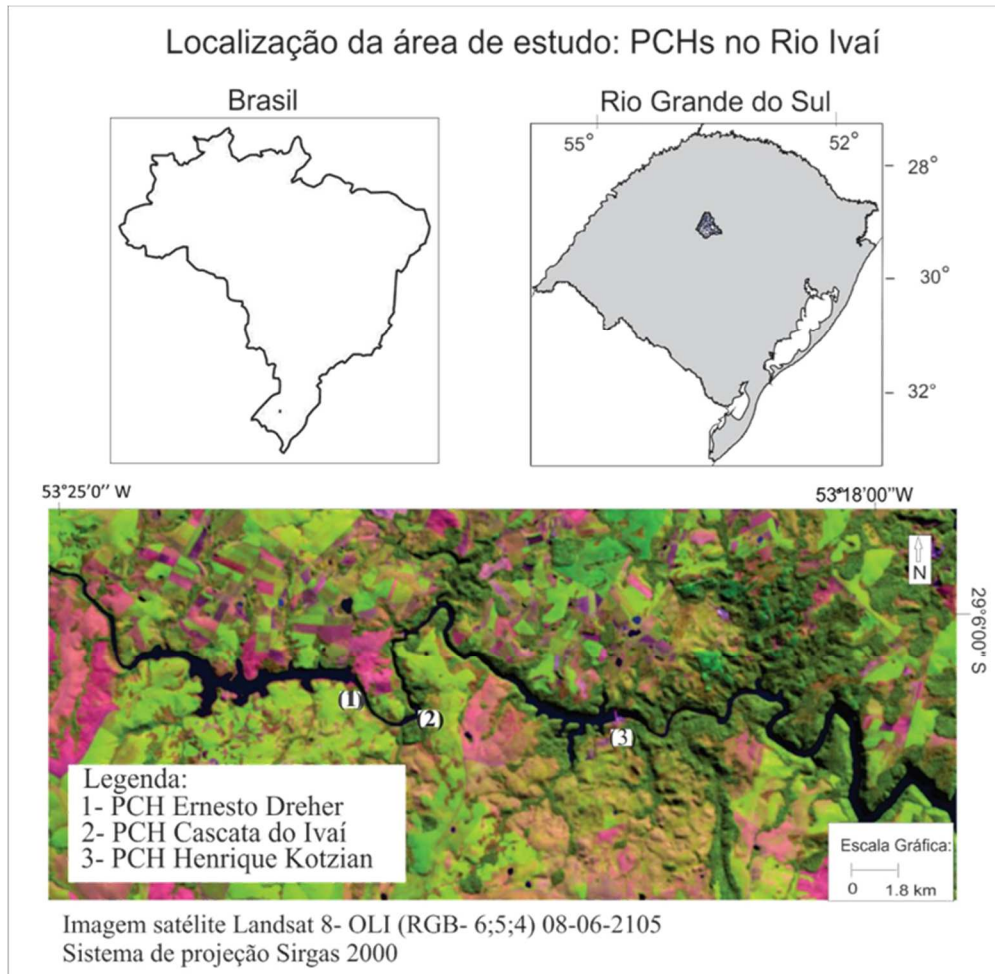 Localização da área de estudo: PCHs no Rio Ivaí
Brasil
Rio Grande do Sul
55°
52°
28°
30°
32°
53°25'0'' W
53°18'00''W
N
29°6'00" S
(1)
(2)
(3)
Legenda:
1- PCH Ernesto Dreher
2- PCH Cascata do Ivaí
3- PCH Henrique Kotzian
Escala Gráfica:
0 1.8 km
Imagem satélite Landsat 8- OLI (RGB- 6;5;4) 08-06-2105
Sistema de projeção Sirgas 2000